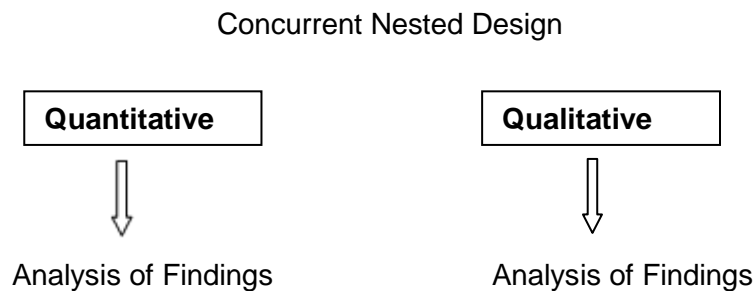 Concurrent Nested Design
Quantitative
Qualitative
Analysis of Findings
Analysis of Findings